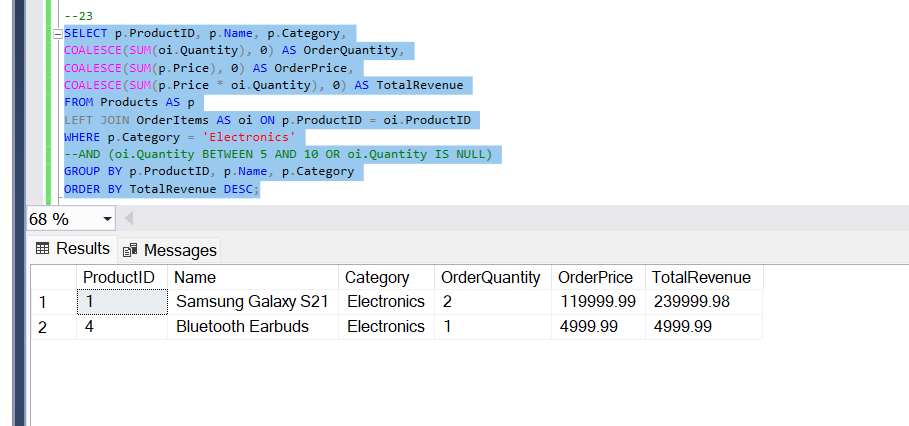 --23
SELECT p.ProductID, p.Name, p.Category,
COALESCE(SUM(oi.Quantity), 0) AS OrderQuantity,
COALESCE(SUM(p.Price), 0) AS OrderPrice,
COALESCE(SUM(p.Price * oi.Quantity), 0) AS TotalRevenue
FROM Products AS p
LEFT JOIN OrderItems AS oi ON p.ProductID = oi.ProductID
WHERE p.Category = 'Electronics'
--AND (oi.Quantity BETWEEN 5 AND 10 OR oi.Quantity IS NULL)
GROUP BY p.ProductID, p.Name, p.Category
ORDER BY TotalRevenue DESC;
68 %
Results Messages
ProductID Name Category OrderQuantity OrderPrice TotalRevenue
1 1 Samsung Galaxy S21 Electronics 2 119999.99 239999.98
2 4 Bluetooth Earbuds Electronics 1 4999.99 4999.99